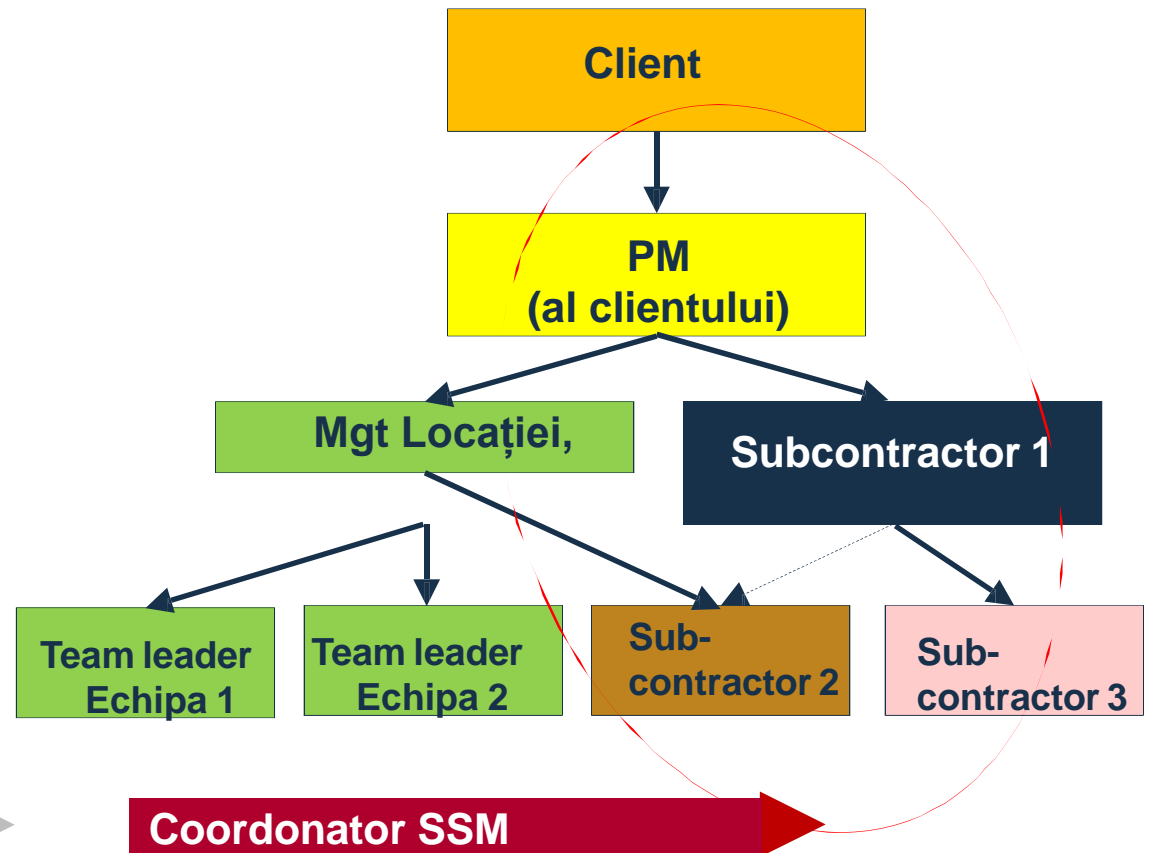 Client
PM
(al clientului)
Mgt Locației,
Subcontractor 1
Team leader
Echipa 1
Team leader
Echipa 2
Sub-
contractor 2
Sub-
contractor 3
Coordonator SSM